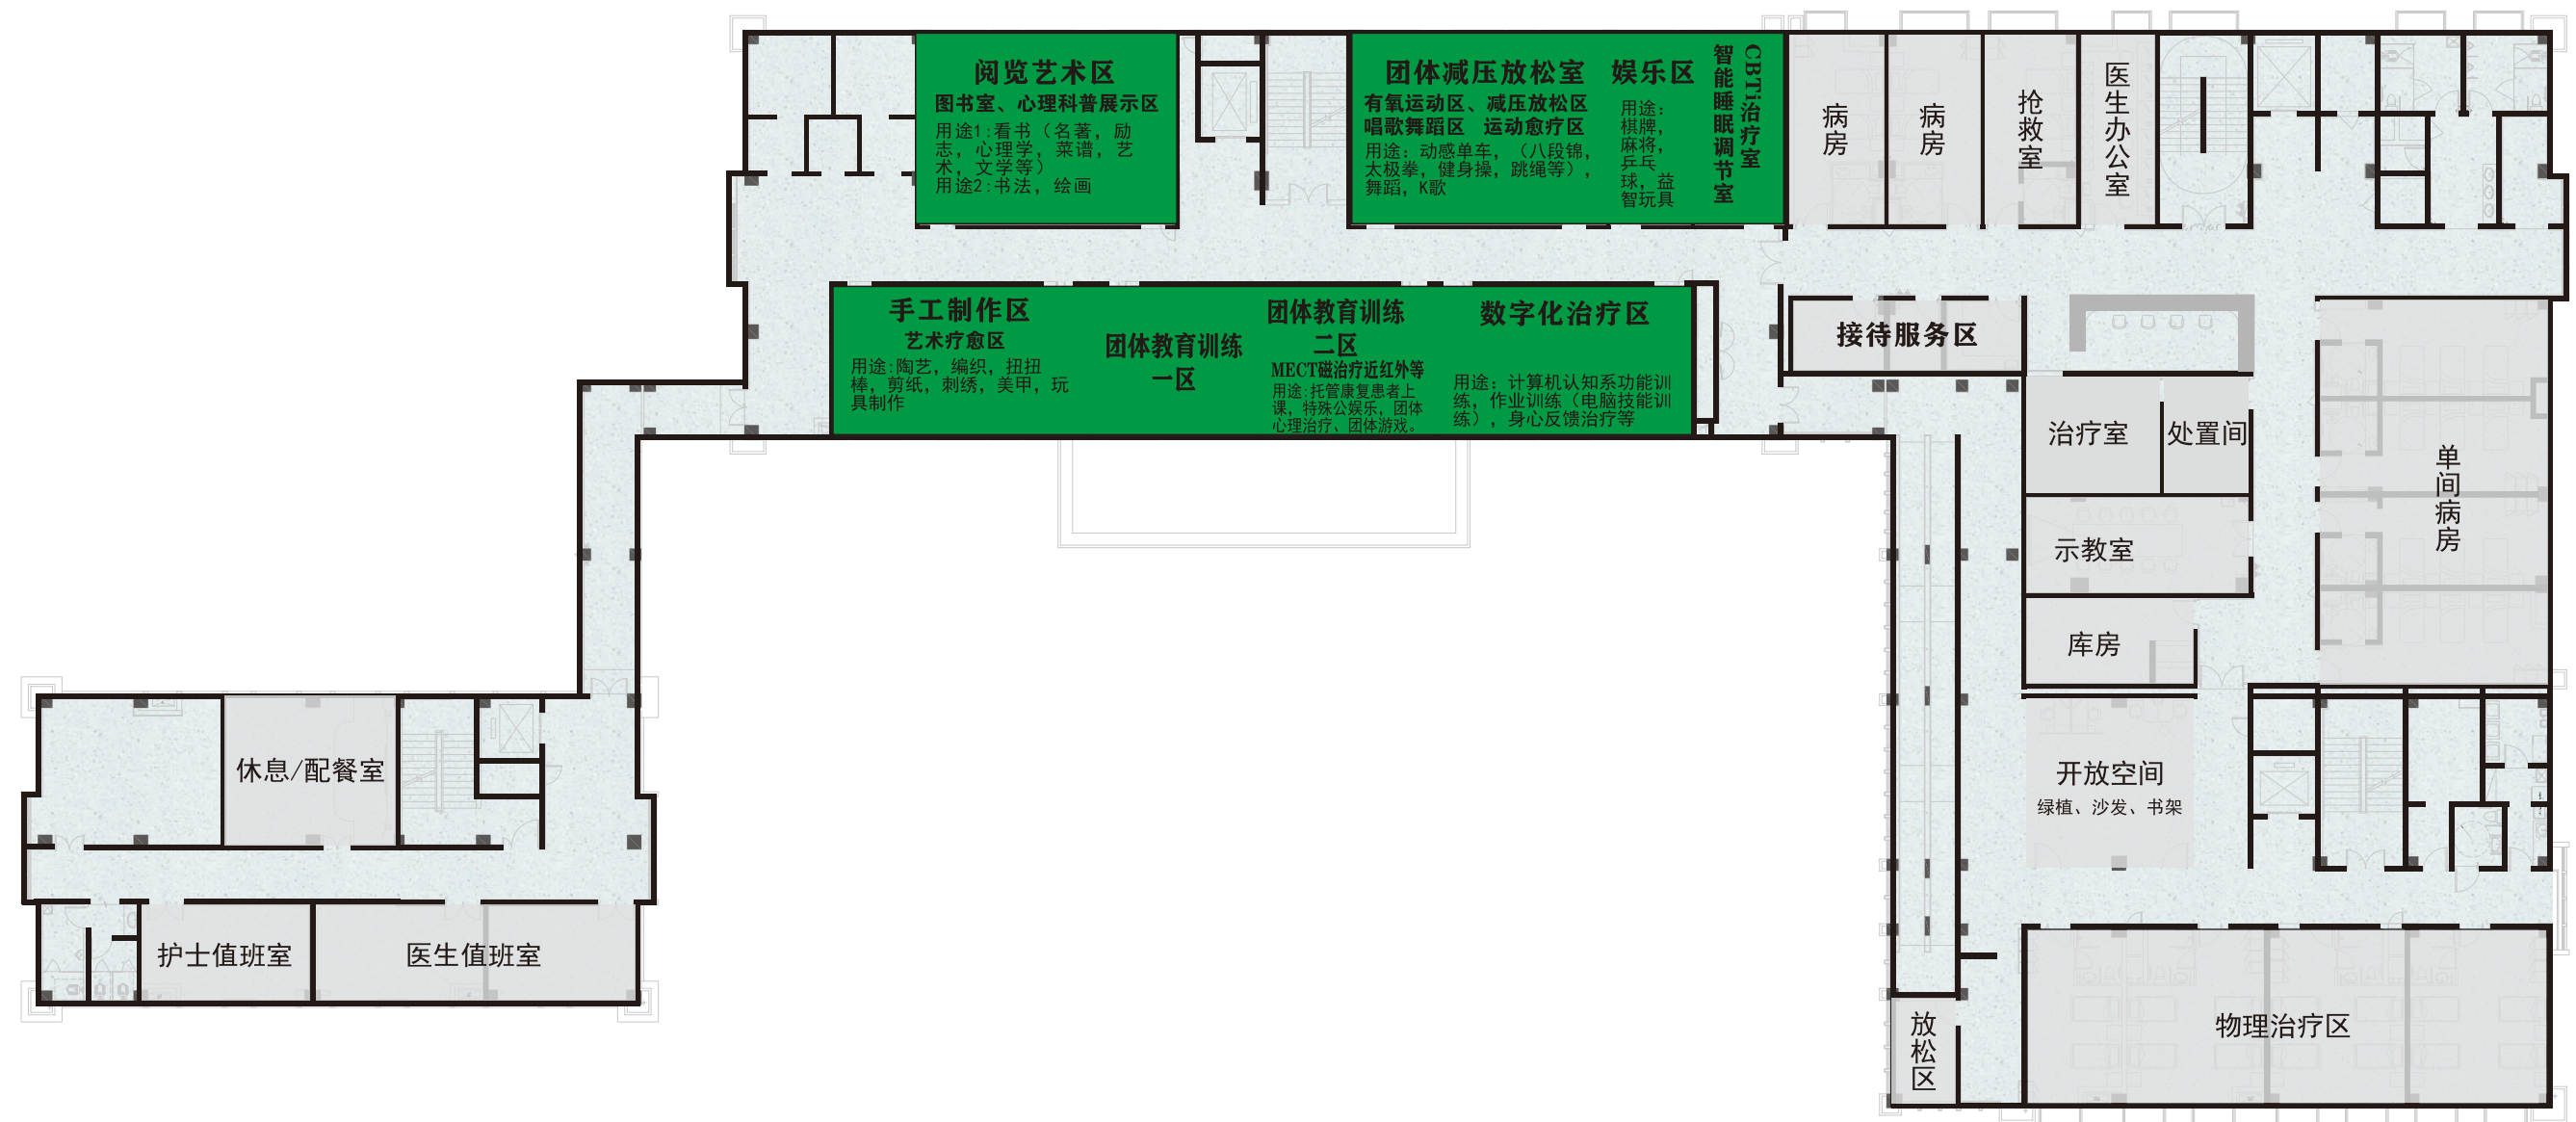 阅览艺术区
图书室、心理科普展示区
用途1:看书（名著，励
志，心理学，菜谱，艺
术，文学等）
用途2:书法，绘画
团体减压放松室
有氧运动区、减压放松区
唱歌舞蹈区 运动愈疗区
用途：动感单车，（八段锦，
太极拳，健身操，跳绳等），
舞蹈，K歌
娱乐区
用途：
棋牌，
麻将，
乒乓
球，益
智玩具
智能睡眠调节室
CBTi治疗室
病房
病房
抢救室
医生办公室
手工制作区
艺术疗愈区
用途:陶艺，编织，扭扭
棒，剪纸，刺绣，美甲，玩
具制作
团体教育训练
一区
团体教育训练
二区
MECT磁治疗近红外等
用途:托管康复患者上
课，特殊公娱乐，团体
心理治疗、团体游戏。
数字化治疗区
用途：计算机认知系功能训
练，作业训练（电脑技能训
练），身心反馈治疗等
接待服务区
治疗室
处置间
单间病房
示教室
库房
开放空间
绿植、沙发、书架
休息/配餐室
护士值班室
医生值班室
放松区
物理治疗区